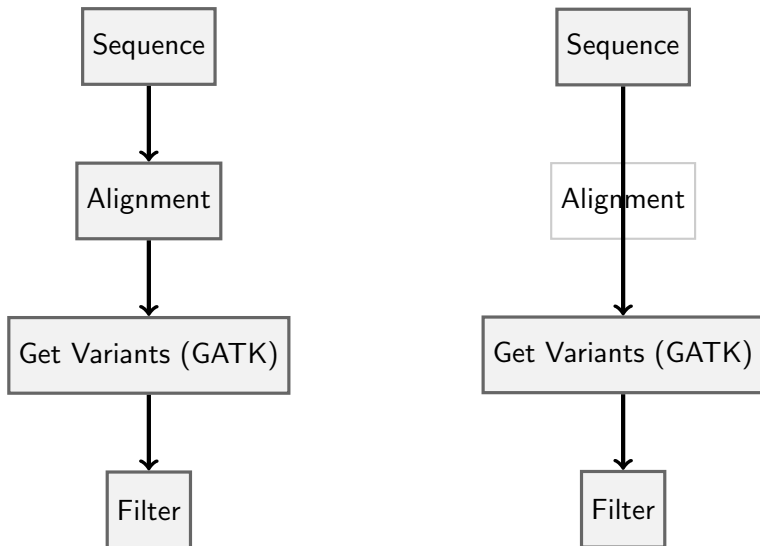 Sequence
Alignment
Get Variants (GATK)
Filter
Sequence
Alignment
Get Variants (GATK)
Filter